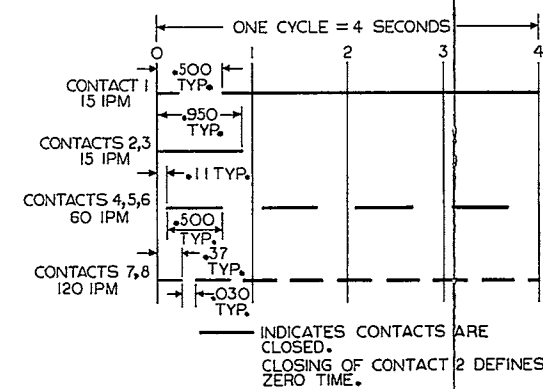 ONE CYCLE = 4 SECONDS
0 1 2 3 4
.500
TYP.
CONTACT 1
15 IPM
.950
TYP.
CONTACTS 2,3
15 IPM
.11 TYP.
CONTACTS 4,5,6
60 IPM
.500
TYP.
.37
TYP.
CONTACTS 7,8
120 IPM
.030
TYP.
INDICATES CONTACTS ARE
CLOSED.
CLOSING OF CONTACT 2 DEFINES
ZERO TIME.